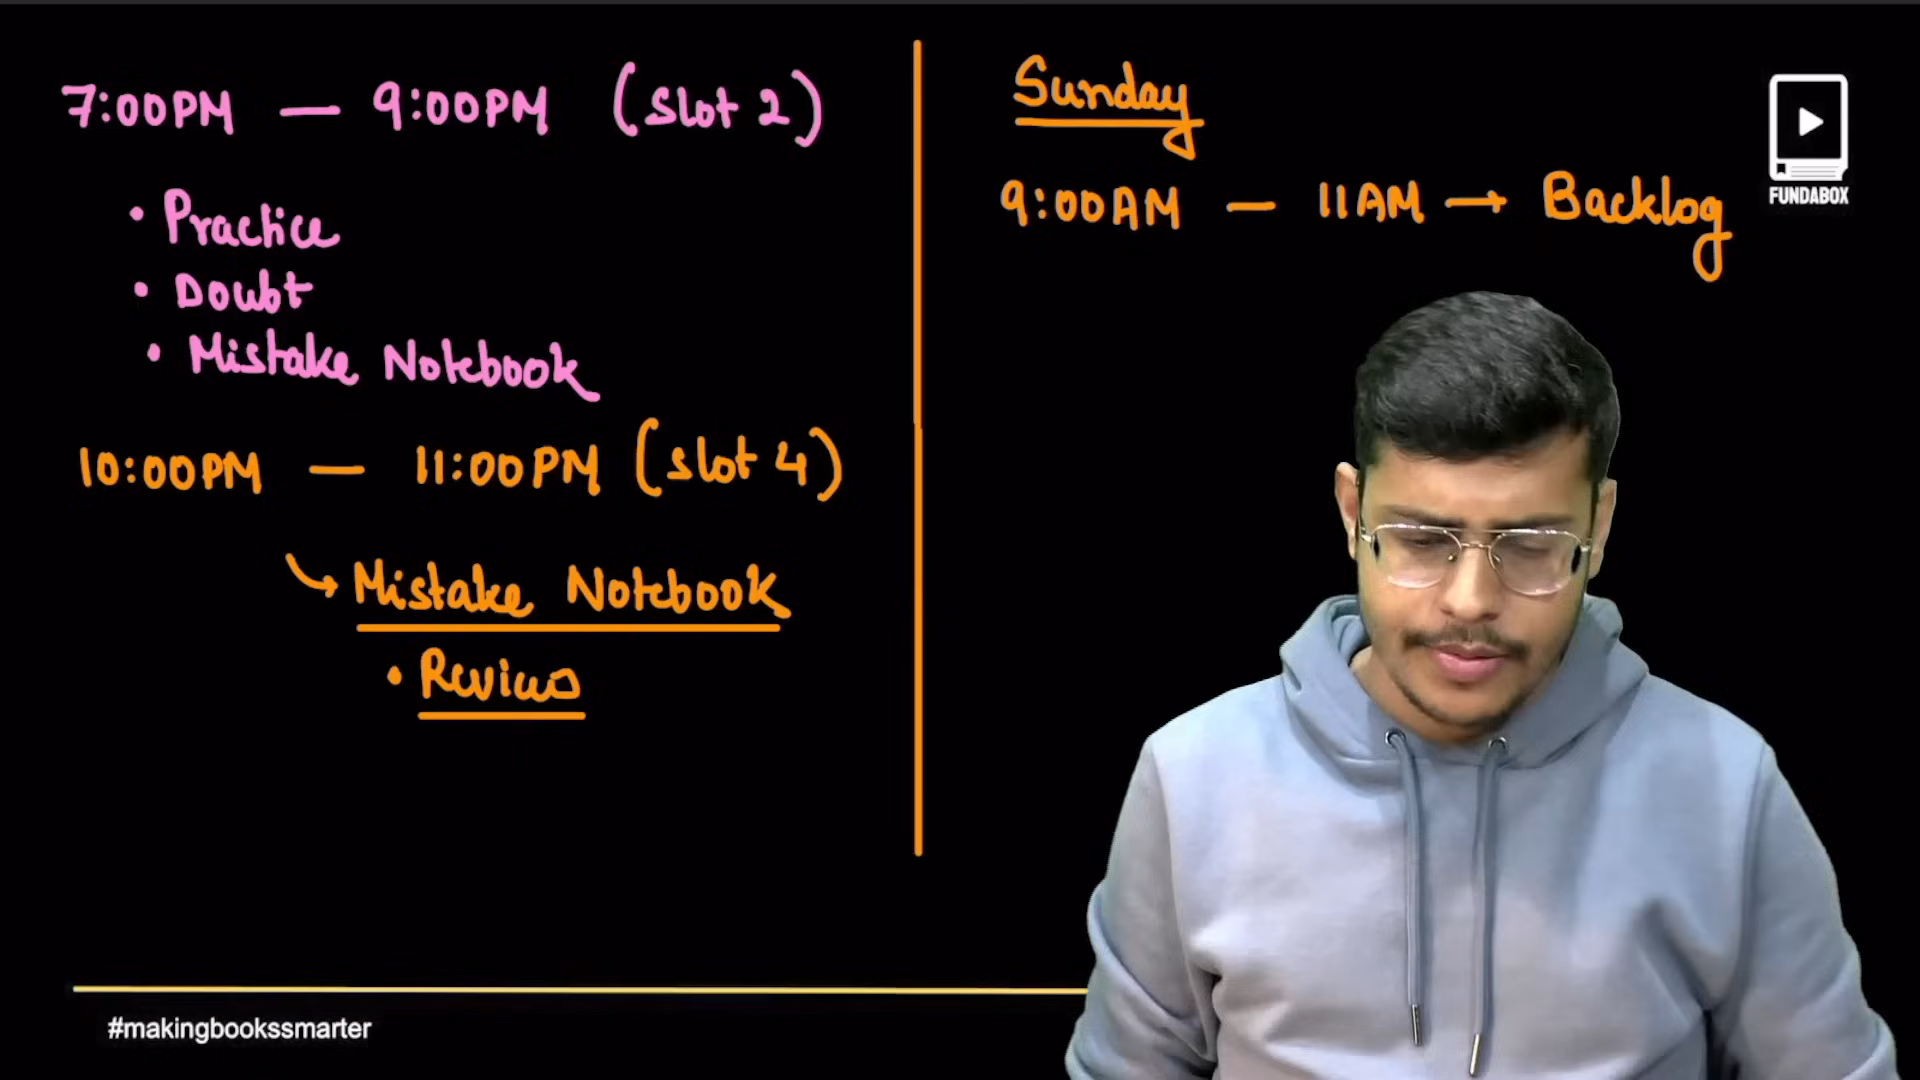 7:00PM — 9:00PM (Slot 2)
• Practice
• Doubt
• Mistake Notebook
10:00PM — 11:00PM (Slot 4)
Mistake Notebook
• Review
Sunday
9:00AM — 11AM → Backlog
FUNDABOX
#makingbookssmarter